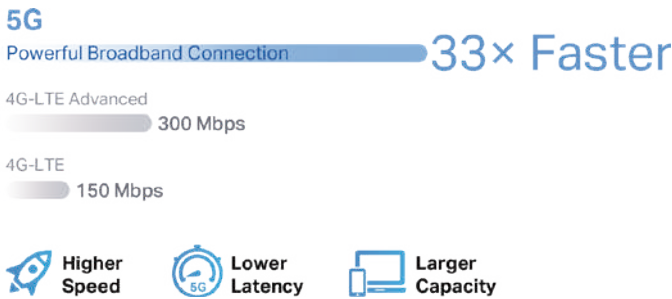 5G
Powerful Broadband Connection
33× Faster
4G-LTE Advanced
300 Mbps
4G-LTE
150 Mbps
Higher
Speed
5G
Lower
Latency
Larger
Capacity